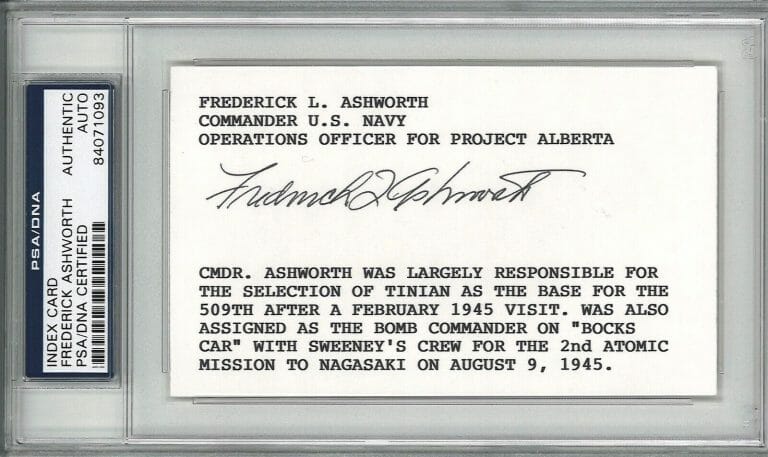 PSA/DNA
INDEX CARD
FREDERICK ASHWORTH
PSA/DNA CERTIFIED
AUTHENTIC
AUTO
84071093
FREDERICK L. ASHWORTH
COMMANDER U.S. NAVY
OPERATIONS OFFICER FOR PROJECT ALBERTA
Frederick L Ashworth
CMDR. ASHWORTH WAS LARGELY RESPONSIBLE FOR
THE SELECTION OF TINIAN AS THE BASE FOR THE
509TH AFTER A FEBRUARY 1945 VISIT. WAS ALSO
ASSIGNED AS THE BOMB COMMANDER ON "BOCKS
CAR" WITH SWEENEY'S CREW FOR THE 2nd ATOMIC
MISSION TO NAGASAKI ON AUGUST 9, 1945.